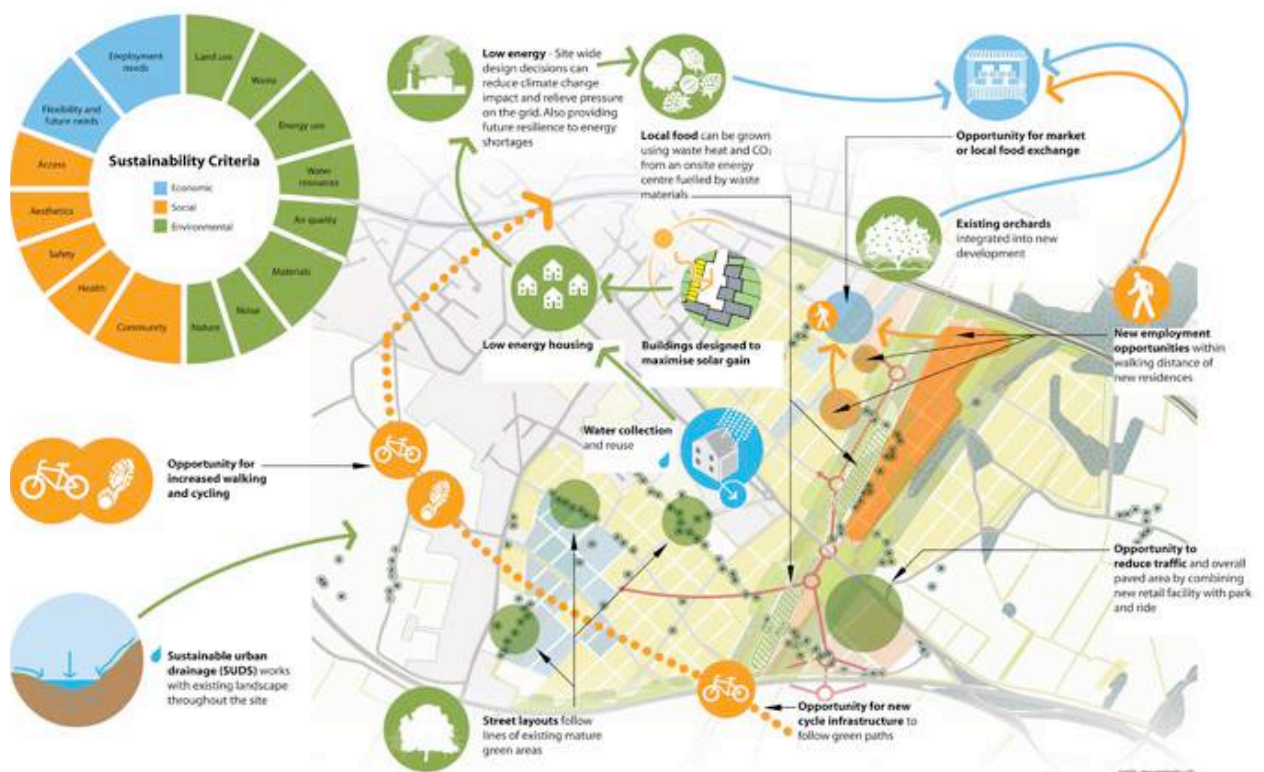 Employment
needs
Land use
Waste
Energy use
Water
resources
Air quality
Materials
Noise
Nature
Community
Health
Safety
Aesthetics
Access
Flexibility and
future needs
Sustainability Criteria
Economic
Social
Environmental
Low energy - Site wide
design decisions can
reduce climate change
impact and relieve pressure
on the grid. Also providing
future resilience to energy
shortages
Local food can be grown
using waste heat and CO₂
from an onsite energy
centre fuelled by waste
materials
Opportunity for market
or local food exchange
Existing orchards
integrated into new
development
Low energy housing
Buildings designed to
maximise solar gain
New employment
opportunities within
walking distance of
new residences
Water collection
and reuse
Opportunity for
increased walking
and cycling
Opportunity to
reduce traffic and overall
paved area by combining
new retail facility with park
and ride
Sustainable urban
drainage (SUDS) works
with existing landscape
throughout the site
Street layouts follow
lines of existing mature
green areas
Opportunity for new
cycle infrastructure to
follow green paths